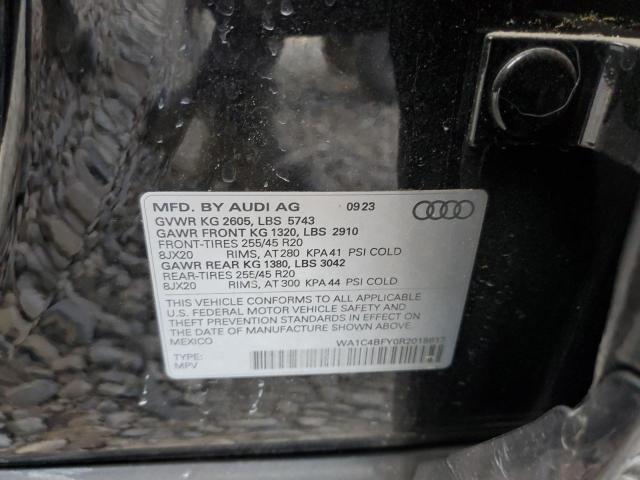 MFD. BY AUDI AG 09 23
GVWR KG 2605, LBS 5743
GAWR FRONT KG 1320, LBS 2910
FRONT-TIRES 255/45 R20
8JX20 RIMS, AT 280 KPA 41 PSI COLD
GAWR REAR KG 1380, LBS 3042
REAR-TIRES 255/45 R20
8JX20 RIMS, AT 300 KPA 44 PSI COLD
THIS VEHICLE CONFORMS TO ALL APPLICABLE
U.S. FEDERAL MOTOR VEHICLE SAFETY AND
THEFT PREVENTION STANDARDS IN EFFECT ON
THE DATE OF MANUFACTURE SHOWN ABOVE.
MEXICO
TYPE:
MPV